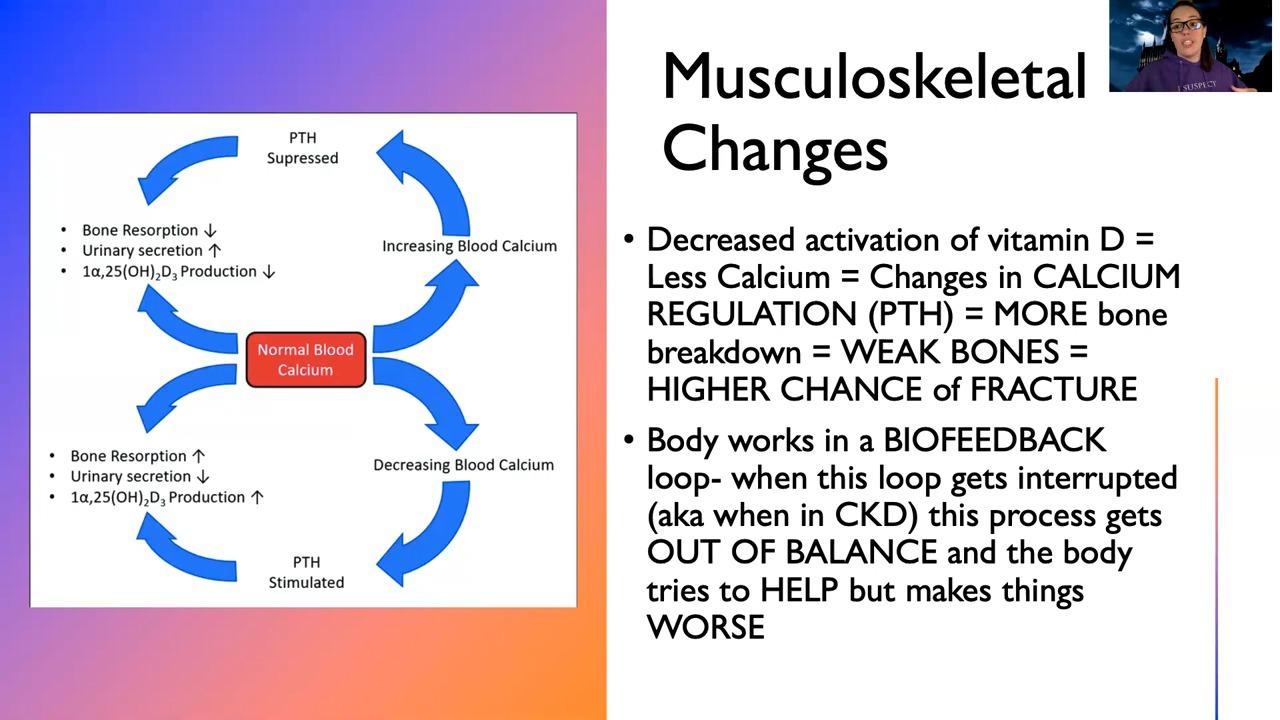 Musculoskeletal
Changes
I SUSPECT
PTH
Supressed
• Bone Resorption ↓
• Urinary secretion ↑
• 1α,25(OH)₂D₃ Production ↓
Increasing Blood Calcium
Normal Blood
Calcium
• Bone Resorption ↑
• Urinary secretion ↓
• 1α,25(OH)₂D₃ Production ↑
Decreasing Blood Calcium
PTH
Stimulated
• Decreased activation of vitamin D =
Less Calcium = Changes in CALCIUM
REGULATION (PTH) = MORE bone
breakdown = WEAK BONES =
HIGHER CHANCE of FRACTURE
• Body works in a BIOFEEDBACK
loop- when this loop gets interrupted
(aka when in CKD) this process gets
OUT OF BALANCE and the body
tries to HELP but makes things
WORSE